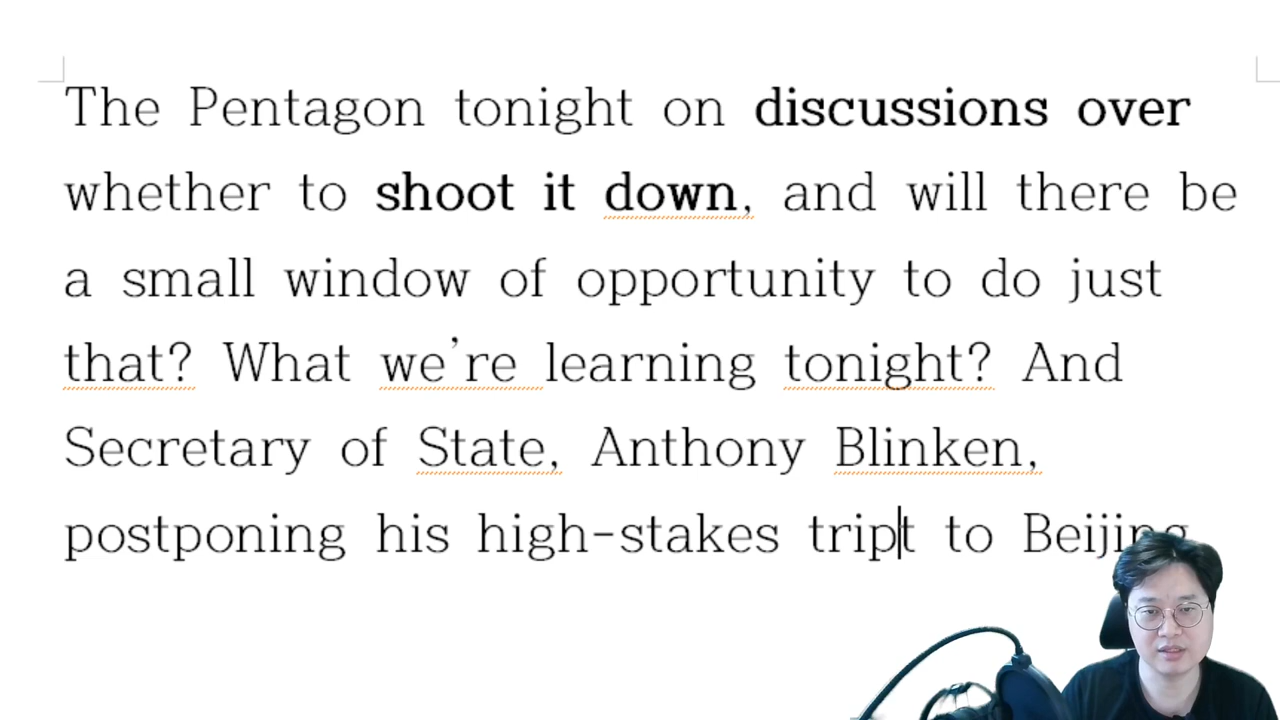 The Pentagon tonight on discussions over
whether to shoot it down, and will there be
a small window of opportunity to do just
that? What we're learning tonight? And
Secretary of State, Anthony Blinken,
postponing his high-stakes tript to Beijing